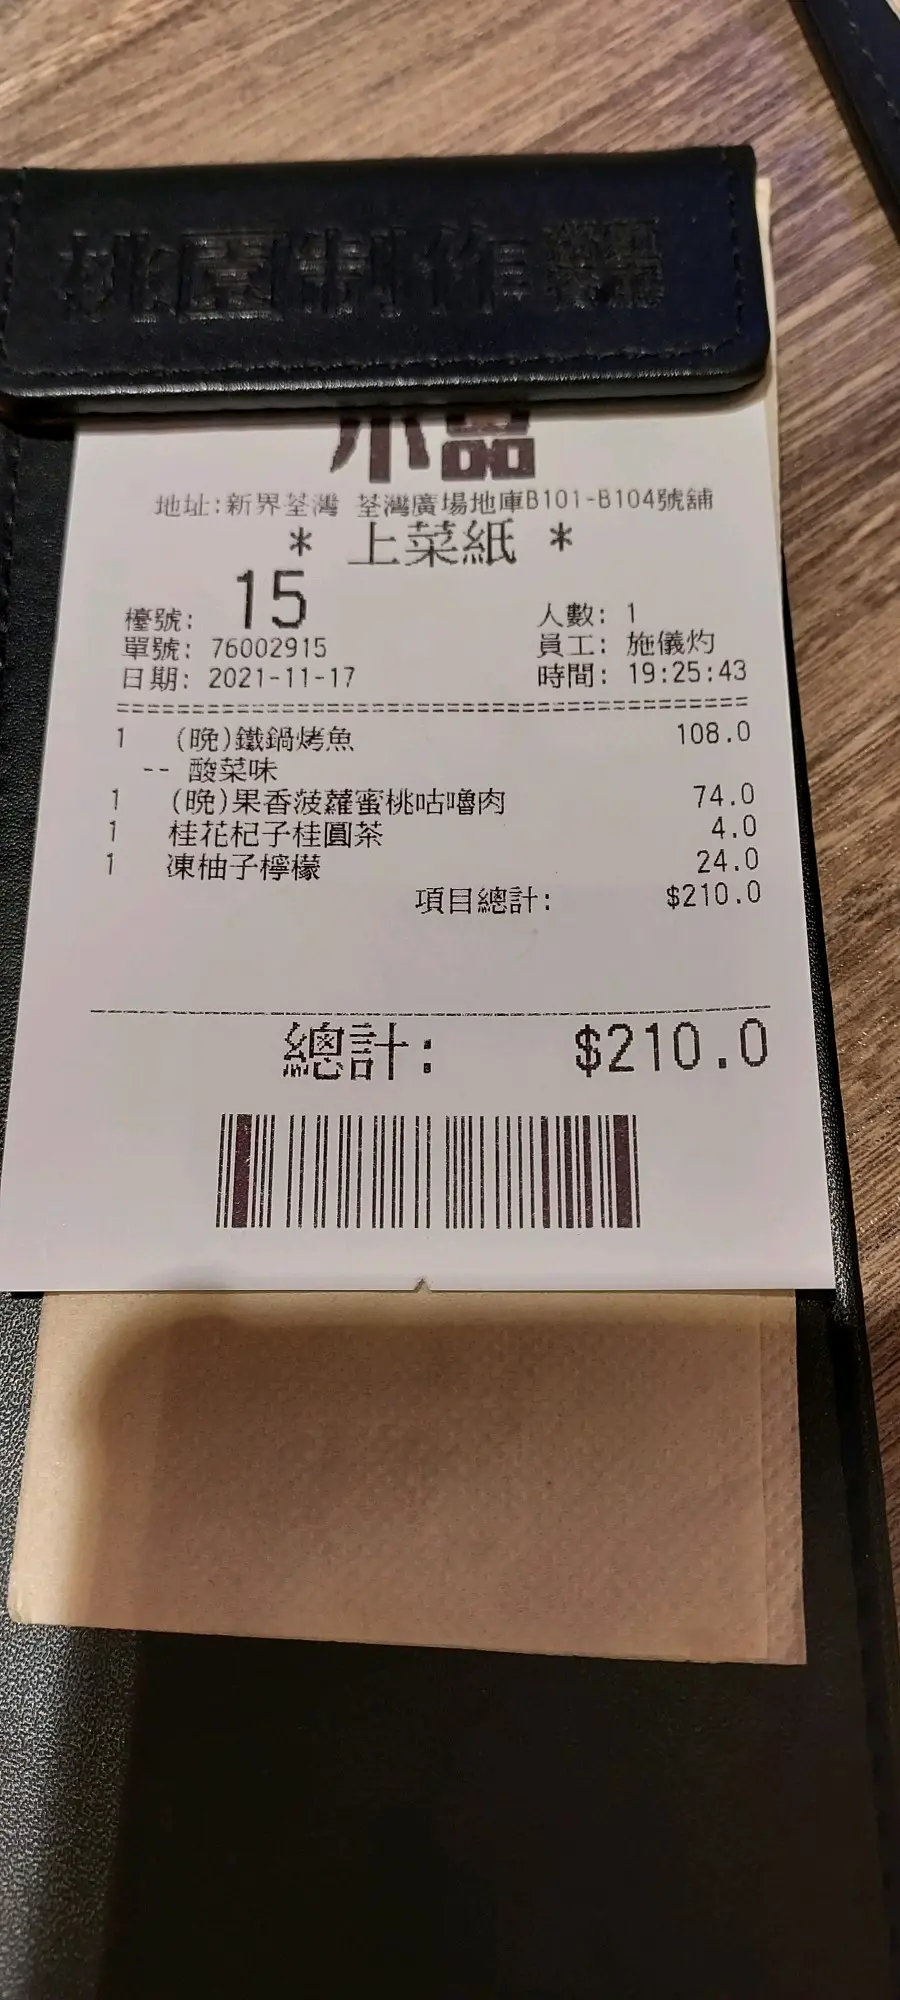 桃園制作
小品
地址:新界荃灣 荃灣廣場地庫B101-B104號舖
* 上菜紙 *
檯號: 15 人數: 1
單號: 76002915 員工: 施儀灼
日期: 2021-11-17 時間: 19:25:43
1 (晚)鐵鍋烤魚 108.0
-- 酸菜味
1 (晚)果香菠蘿蜜桃咕嚕肉 74.0
1 桂花杞子桂圓茶 4.0
1 凍柚子檸檬 24.0
項目總計: $210.0
總計: $210.0